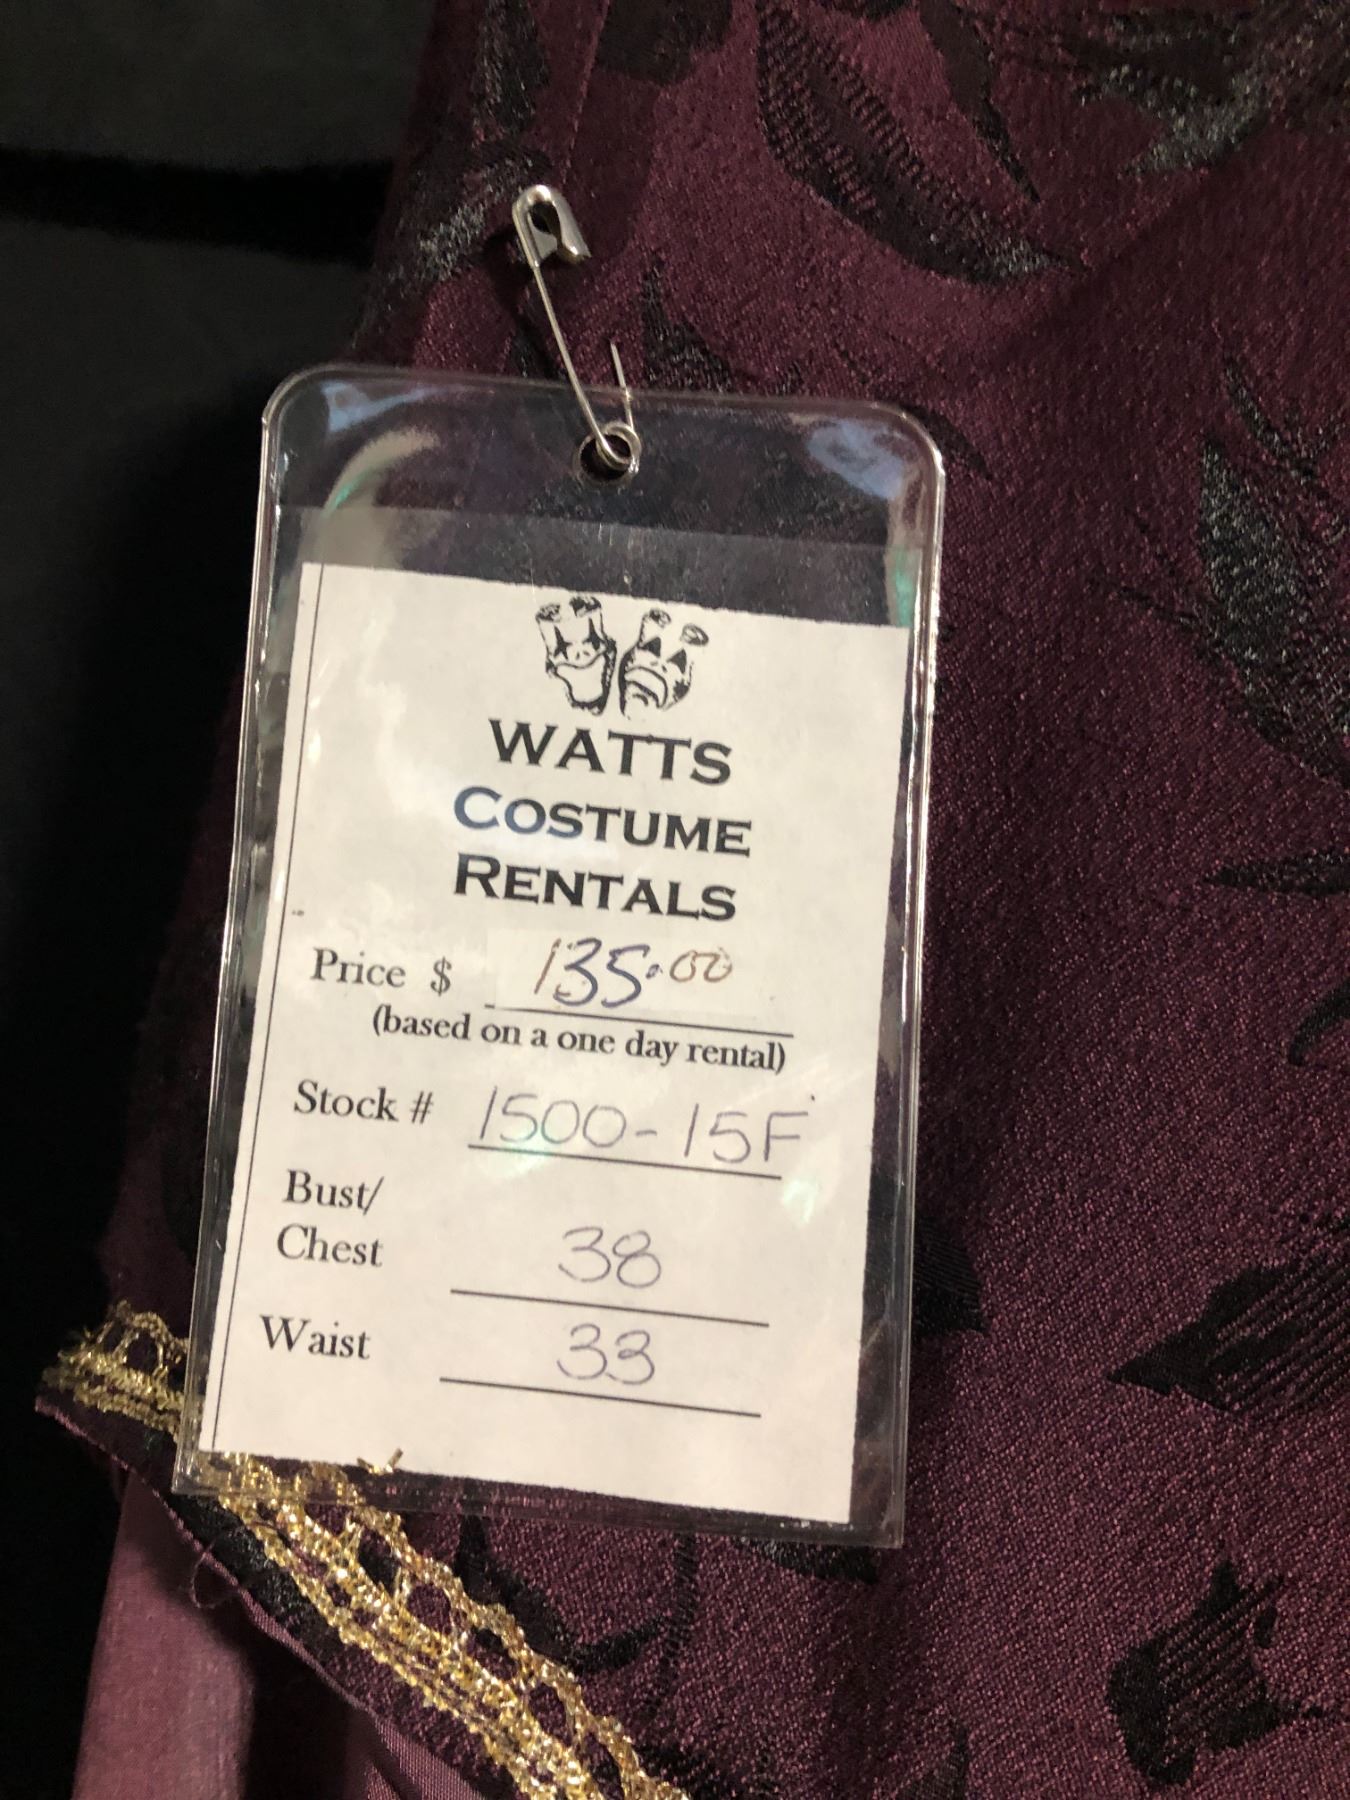 WATTS
COSTUME
RENTALS
Price $ 135.00
(based on a one day rental)
Stock # 1500-15F
Bust/
Chest 38
Waist 33